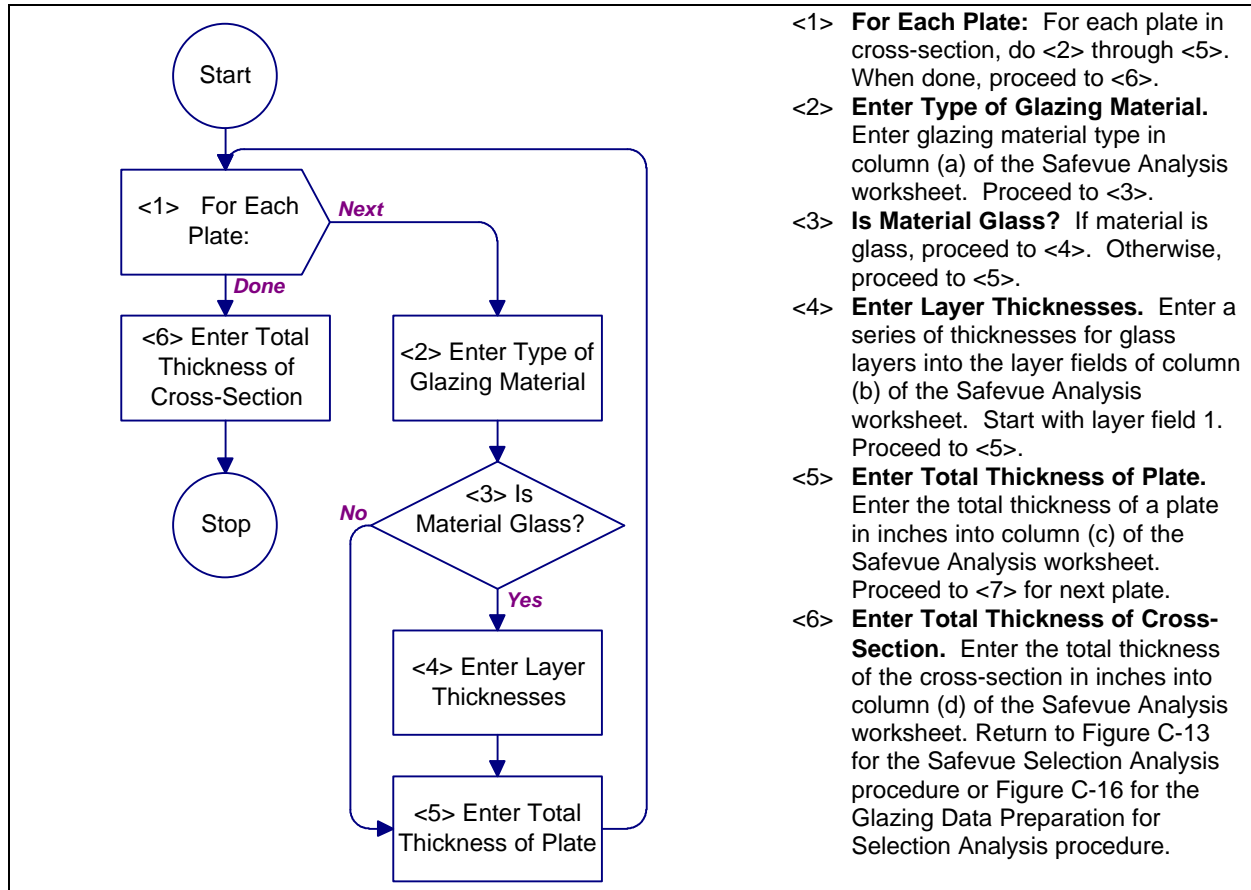 Start
<1> For Each
Plate:
Next
Done
<6> Enter Total
Thickness of
Cross-Section
Stop
<2> Enter Type of
Glazing Material
<3> Is
Material Glass?
No
Yes
<4> Enter Layer
Thicknesses
<5> Enter Total
Thickness of Plate
<1> For Each Plate: For each plate in
cross-section, do <2> through <5>.
When done, proceed to <6>.
<2> Enter Type of Glazing Material.
Enter glazing material type in
column (a) of the Safevue Analysis
worksheet. Proceed to <3>.
<3> Is Material Glass? If material is
glass, proceed to <4>. Otherwise,
proceed to <5>.
<4> Enter Layer Thicknesses. Enter a
series of thicknesses for glass
layers into the layer fields of column
(b) of the Safevue Analysis
worksheet. Start with layer field 1.
Proceed to <5>.
<5> Enter Total Thickness of Plate.
Enter the total thickness of a plate
in inches into column (c) of the
Safevue Analysis worksheet.
Proceed to <7> for next plate.
<6> Enter Total Thickness of Cross-
Section. Enter the total thickness
of the cross-section in inches into
column (d) of the Safevue Analysis
worksheet. Return to Figure C-13
for the Safevue Selection Analysis
procedure or Figure C-16 for the
Glazing Data Preparation for
Selection Analysis procedure.